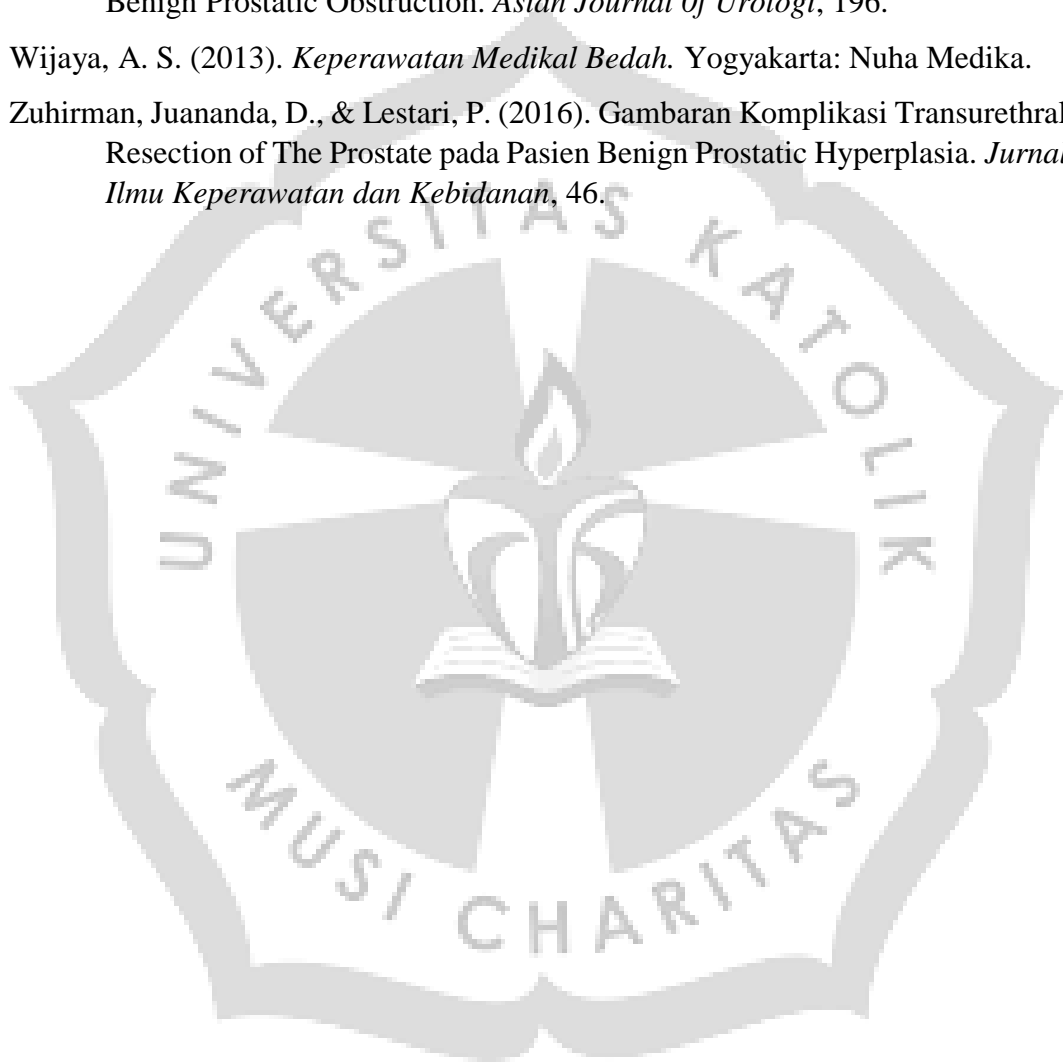 Benign Prostatic Obstruction. Asian Journal 0f Urologi, 196.
Wijaya, A. S. (2013). Keperawatan Medikal Bedah. Yogyakarta: Nuha Medika.
Zuhirman, Juananda, D., & Lestari, P. (2016). Gambaran Komplikasi Transurethral
Resection of The Prostate pada Pasien Benign Prostatic Hyperplasia. Jurnal
Ilmu Keperawatan dan Kebidanan, 46.
UNIVERSITAS KATOLIK
MUSI CHARITAS